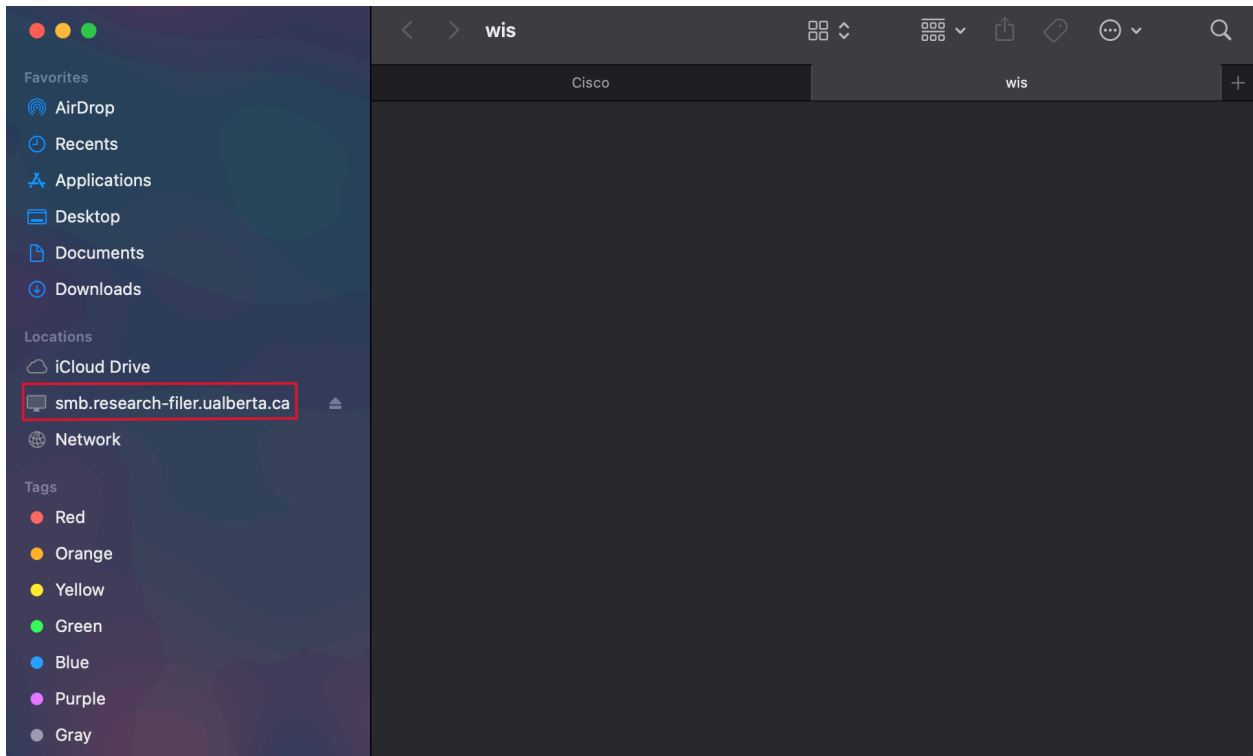 wis
Cisco
wis
Favorites
AirDrop
Recents
Applications
Desktop
Documents
Downloads
Locations
iCloud Drive
smb.research-filer.ualberta.ca
Network
Tags
Red
Orange
Yellow
Green
Blue
Purple
Gray